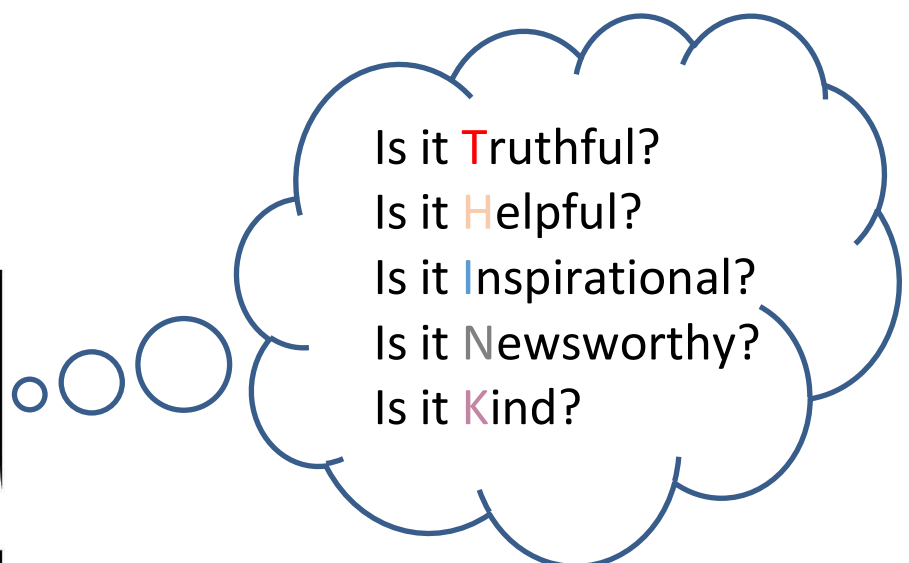 Is it Truthful?
Is it Helpful?
Is it Inspirational?
Is it Newsworthy?
Is it Kind?